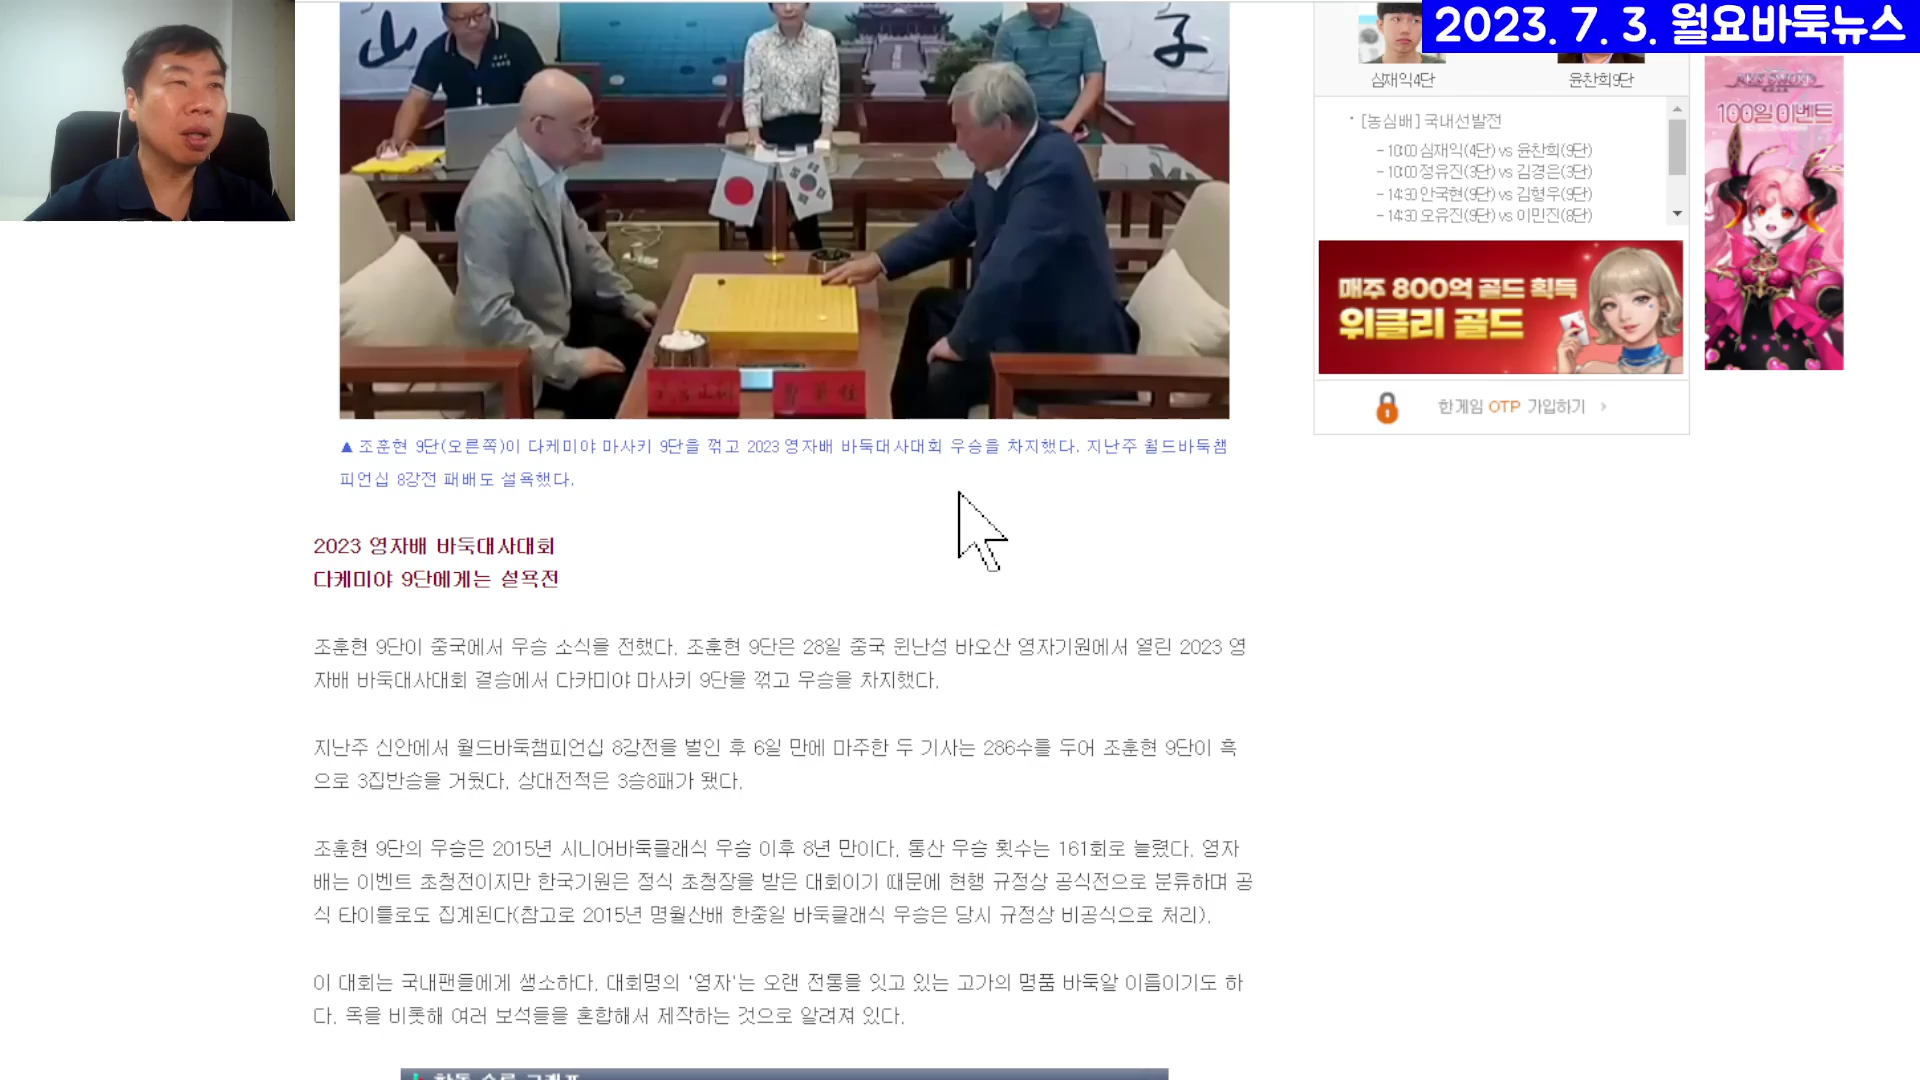 2023. 7. 3. 월요바둑뉴스
山
子
심재익4단
윤찬희9단
100일 이벤트
· [농심배] 국내선발전
- 10:00 심재익(4단) vs 윤찬희(9단)
- 10:00 정유진(3단) vs 김경은(3단)
- 14:30 안국현(9단) vs 김형우(9단)
- 14:30 오유진(9단) vs 이민진(8단)
매주 800억 골드 획득
위클리 골드
한게임 OTP 가입하기 >
▲ 조훈현 9단(오른쪽)이 다케미야 마사키 9단을 꺾고 2023 영자배 바둑대사대회 우승을 차지했다. 지난주 월드바둑챔
피언십 8강전 패배도 설욕했다.
2023 영자배 바둑대사대회
다케미야 9단에게는 설욕전
조훈현 9단이 중국에서 우승 소식을 전했다. 조훈현 9단은 28일 중국 윈난성 바오산 영자기원에서 열린 2023 영
자배 바둑대사대회 결승에서 다카미야 마사키 9단을 꺾고 우승을 차지했다.
지난주 신안에서 월드바둑챔피언십 8강전을 벌인 후 6일 만에 마주한 두 기사는 286수를 두어 조훈현 9단이 흑
으로 3집반승을 거뒀다. 상대전적은 3승8패가 됐다.
조훈현 9단의 우승은 2015년 시니어바둑클래식 우승 이후 8년 만이다. 통산 우승 횟수는 161회로 늘렸다. 영자
배는 이벤트 초청전이지만 한국기원은 정식 초청장을 받은 대회이기 때문에 현행 규정상 공식전으로 분류하며 공
식 타이틀로도 집계된다(참고로 2015년 명월산배 한중일 바둑클래식 우승은 당시 규정상 비공식으로 처리).
이 대회는 국내팬들에게 생소하다. 대회명의 '영자'는 오랜 전통을 잇고 있는 고가의 명품 바둑알 이름이기도 하
다. 옥을 비롯해 여러 보석들을 혼합해서 제작하는 것으로 알려져 있다.